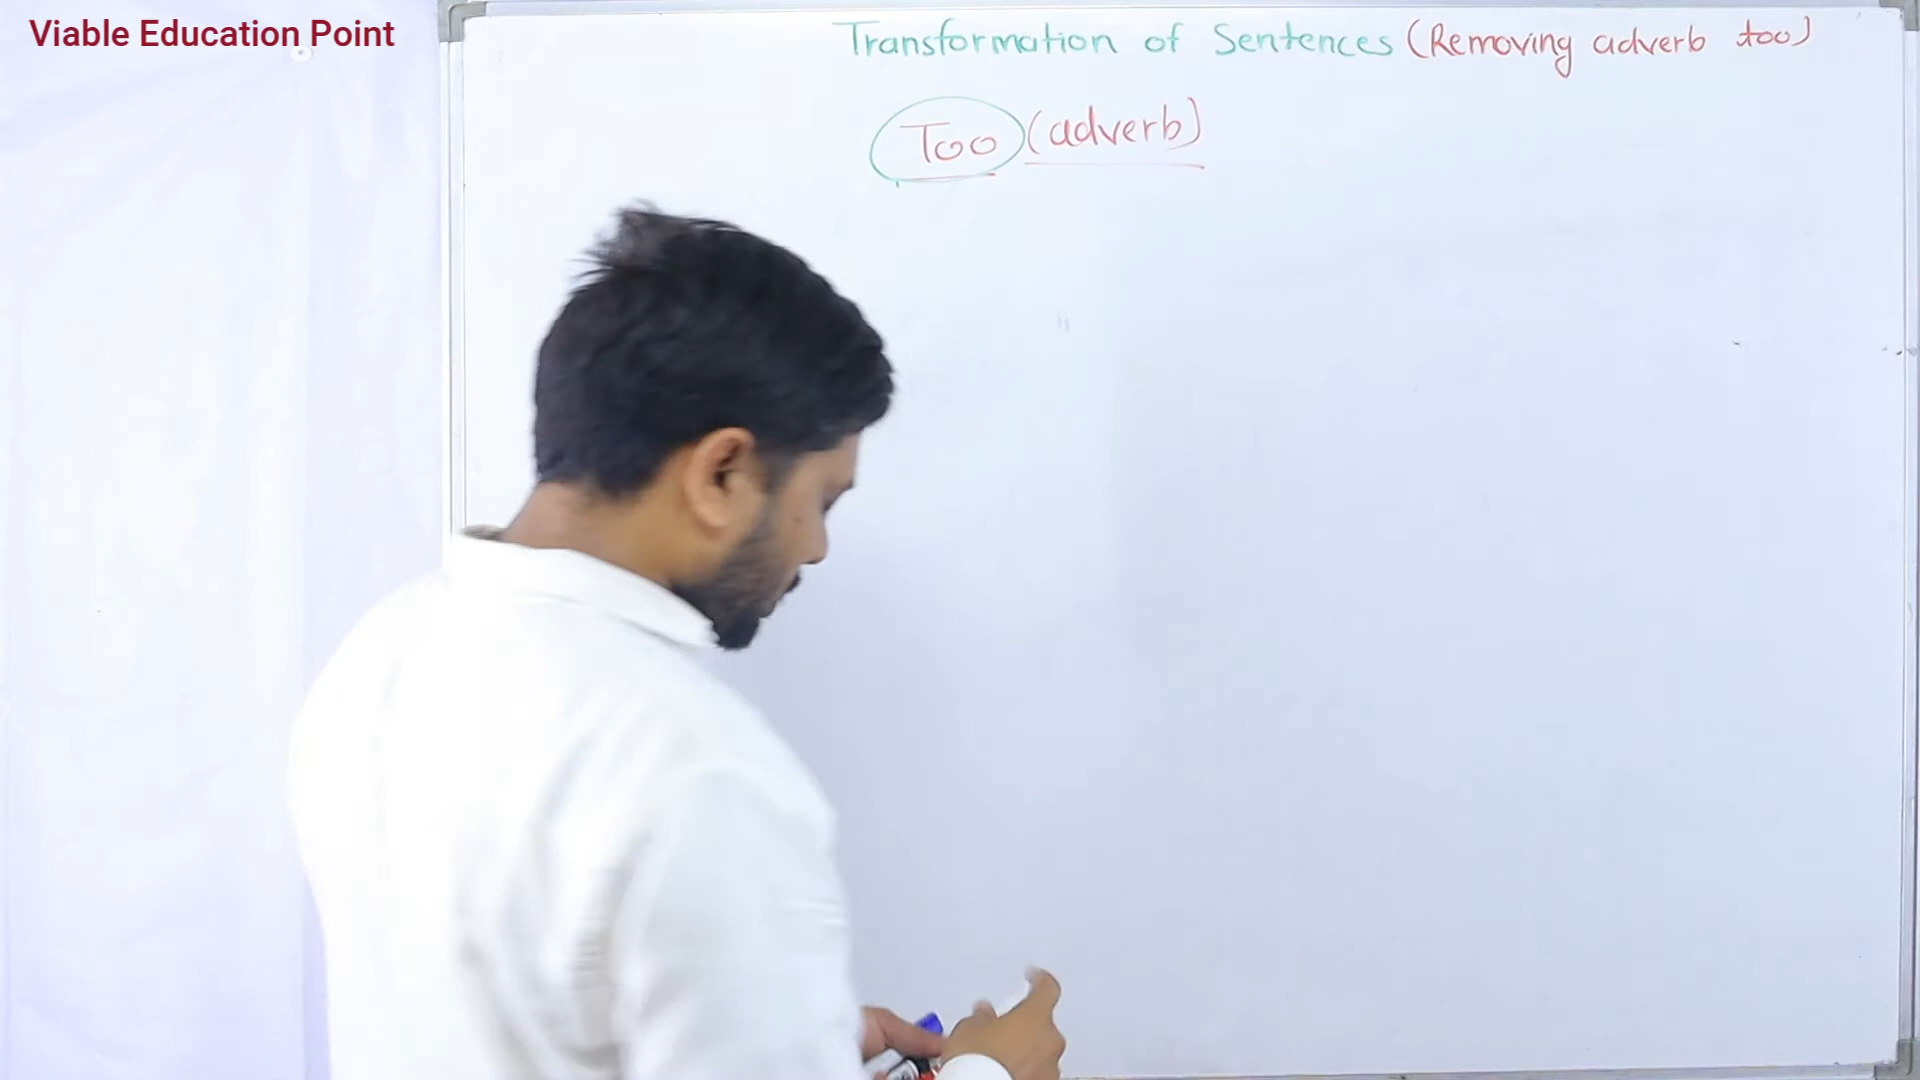 Viable Education Point
Transformation of Sentences (Removing adverb too)
Too (adverb)